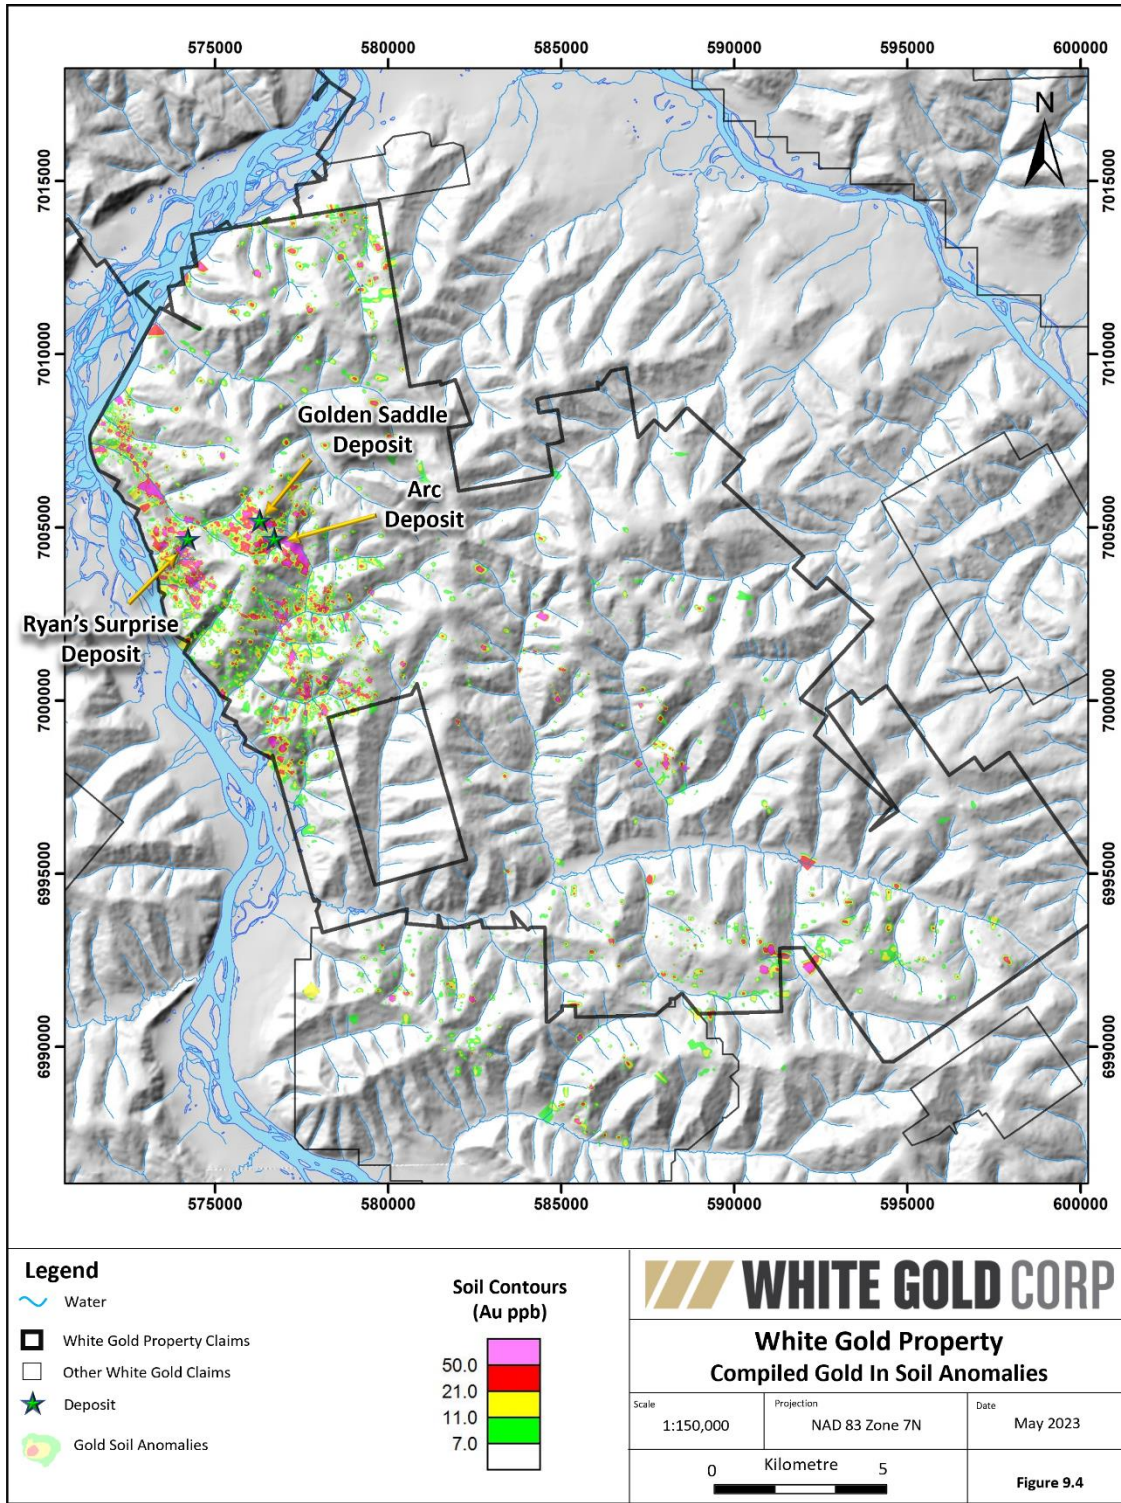 575000 580000 585000 590000 595000 600000
N
7015000
7015000
7010000
7010000
Golden Saddle
Deposit
Arc
Deposit
7005000
7005000
Ryan's Surprise
Deposit
7000000
7000000
6995000
6995000
6990000
6990000
575000 580000 585000 590000 595000 600000
Legend
Water
White Gold Property Claims
Other White Gold Claims
Deposit
Gold Soil Anomalies
Soil Contours
(Au ppb)
50.0
21.0
11.0
7.0
WHITE GOLD CORP
White Gold Property
Compiled Gold In Soil Anomalies
Scale
1:150,000
Projection
NAD 83 Zone 7N
Date
May 2023
0 Kilometre 5
Figure 9.4